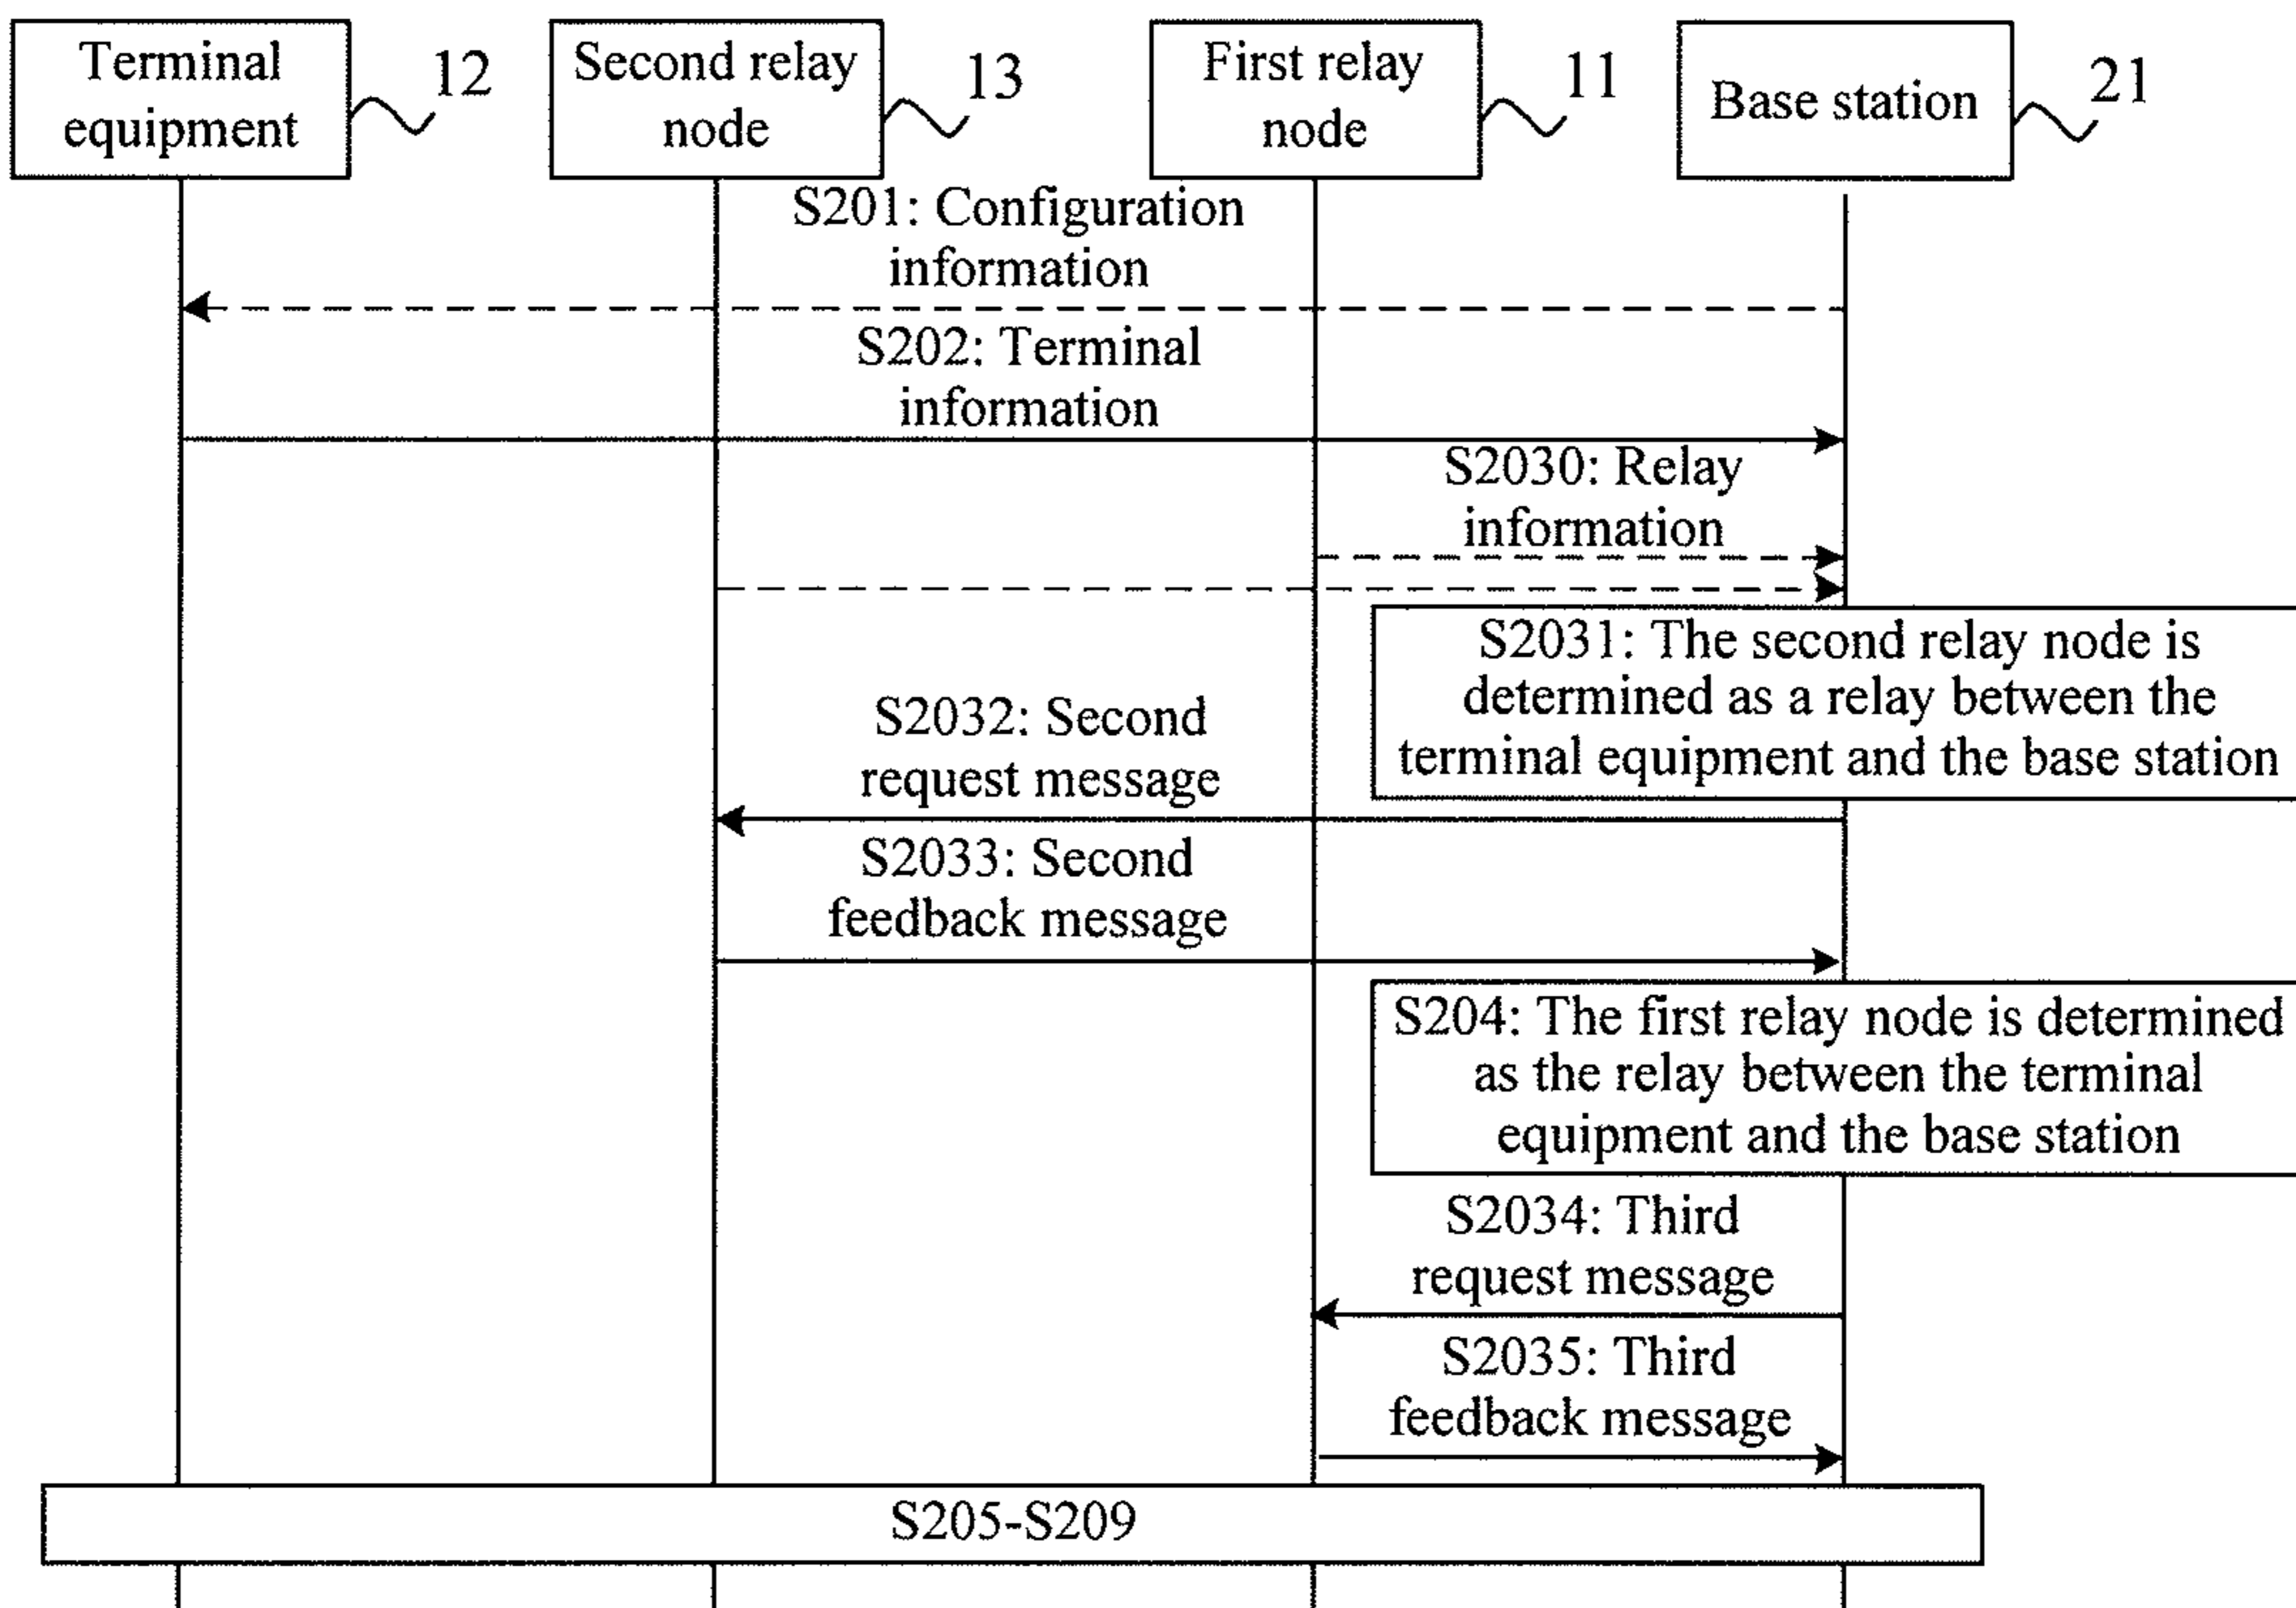 Terminal
equipment
12
Second relay
node
13
First relay
node
11
Base station
21
S201: Configuration
information
S202: Terminal
information
S2030: Relay
information
S2031: The second relay node is
determined as a relay between the
terminal equipment and the base station
S2032: Second
request message
S2033: Second
feedback message
S204: The first relay node is determined
as the relay between the terminal
equipment and the base station
S2034: Third
request message
S2035: Third
feedback message
S205-S209